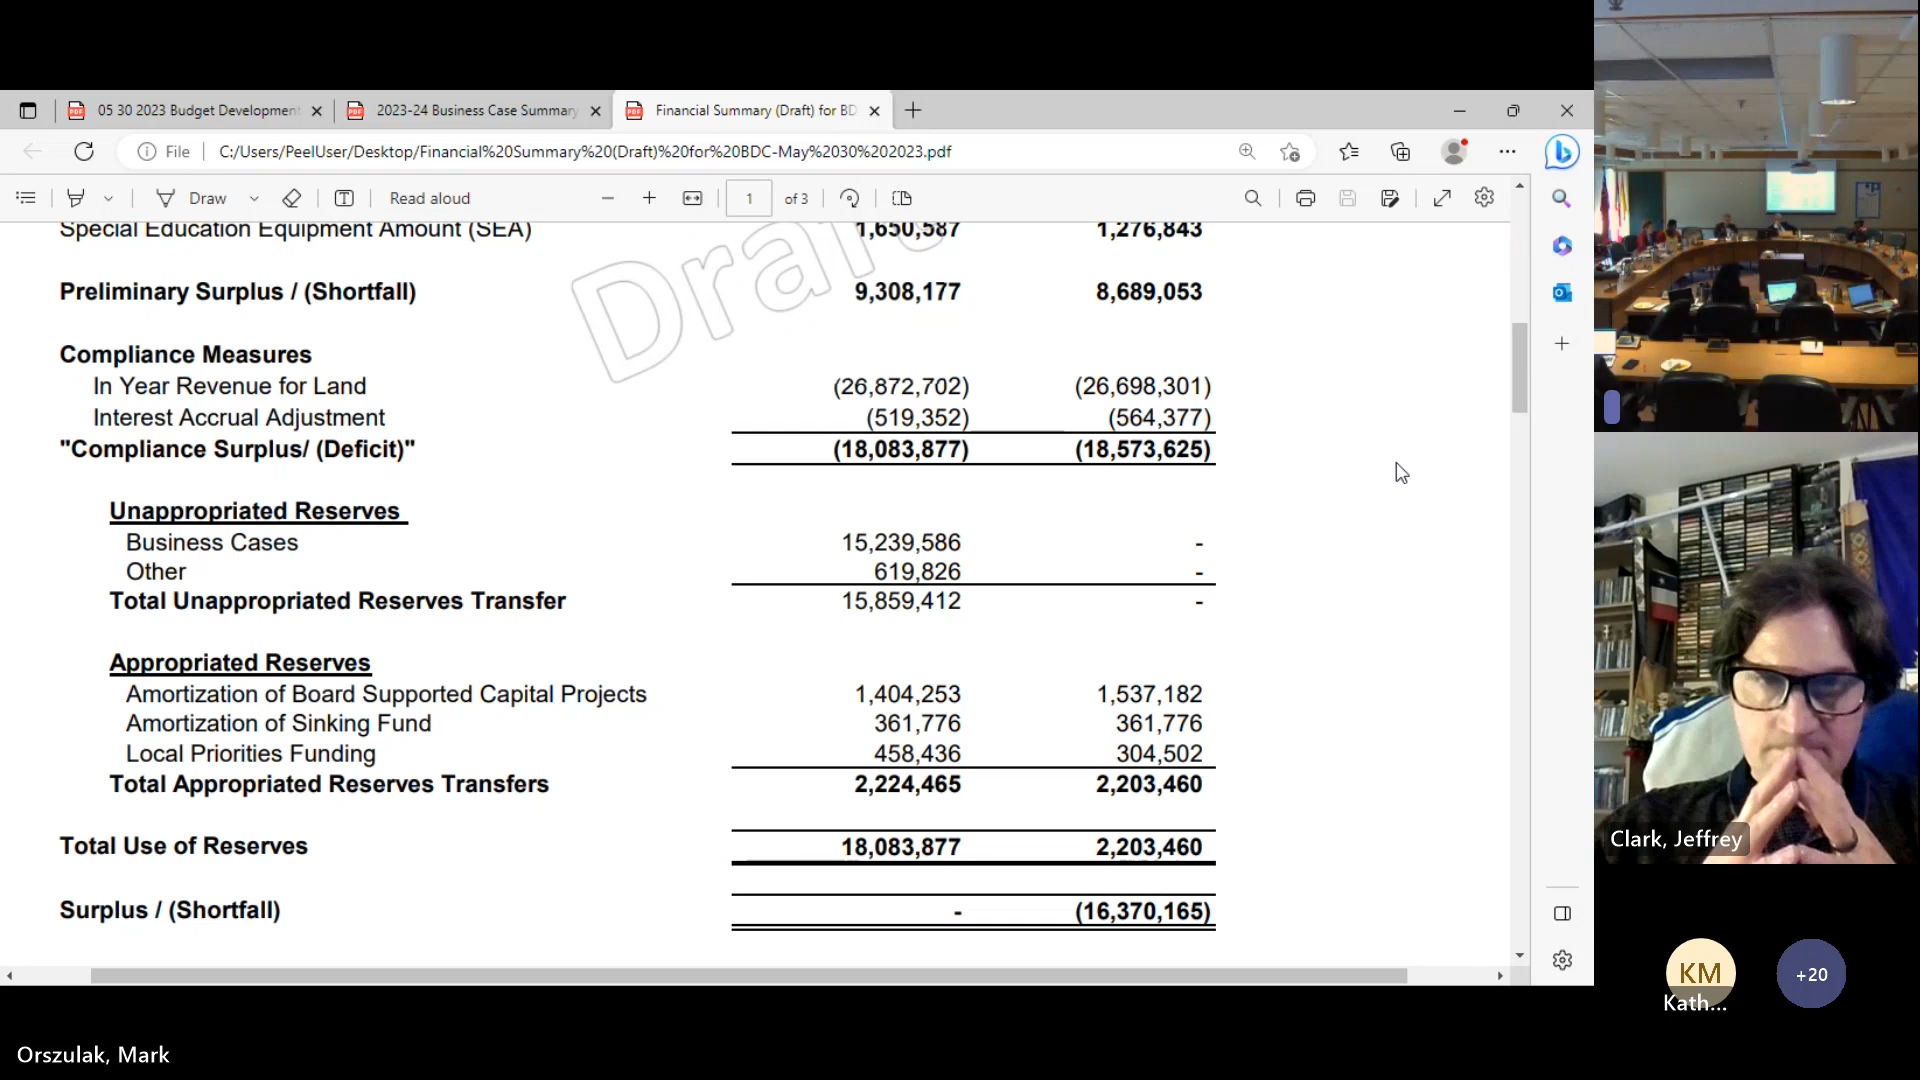 05 30 2023 Budget Development
2023-24 Business Case Summary
Financial Summary (Draft) for BD
File
C:/Users/PeelUser/Desktop/Financial%20Summary%20(Draft)%20for%20BDC-May%2030%202023.pdf
Draw
Read aloud
1 of 3
Draft
Special Education Equipment Amount (SEA) 1,650,587 1,276,843
Preliminary Surplus / (Shortfall) 9,308,177 8,689,053
Compliance Measures
In Year Revenue for Land (26,872,702) (26,698,301)
Interest Accrual Adjustment (519,352) (564,377)
"Compliance Surplus/ (Deficit)" (18,083,877) (18,573,625)
Unappropriated Reserves
Business Cases 15,239,586 -
Other 619,826 -
Total Unappropriated Reserves Transfer 15,859,412 -
Appropriated Reserves
Amortization of Board Supported Capital Projects 1,404,253 1,537,182
Amortization of Sinking Fund 361,776 361,776
Local Priorities Funding 458,436 304,502
Total Appropriated Reserves Transfers 2,224,465 2,203,460
Total Use of Reserves 18,083,877 2,203,460
Surplus / (Shortfall) - (16,370,165)
Clark, Jeffrey
KM
Kath...
+20
Orszulak, Mark